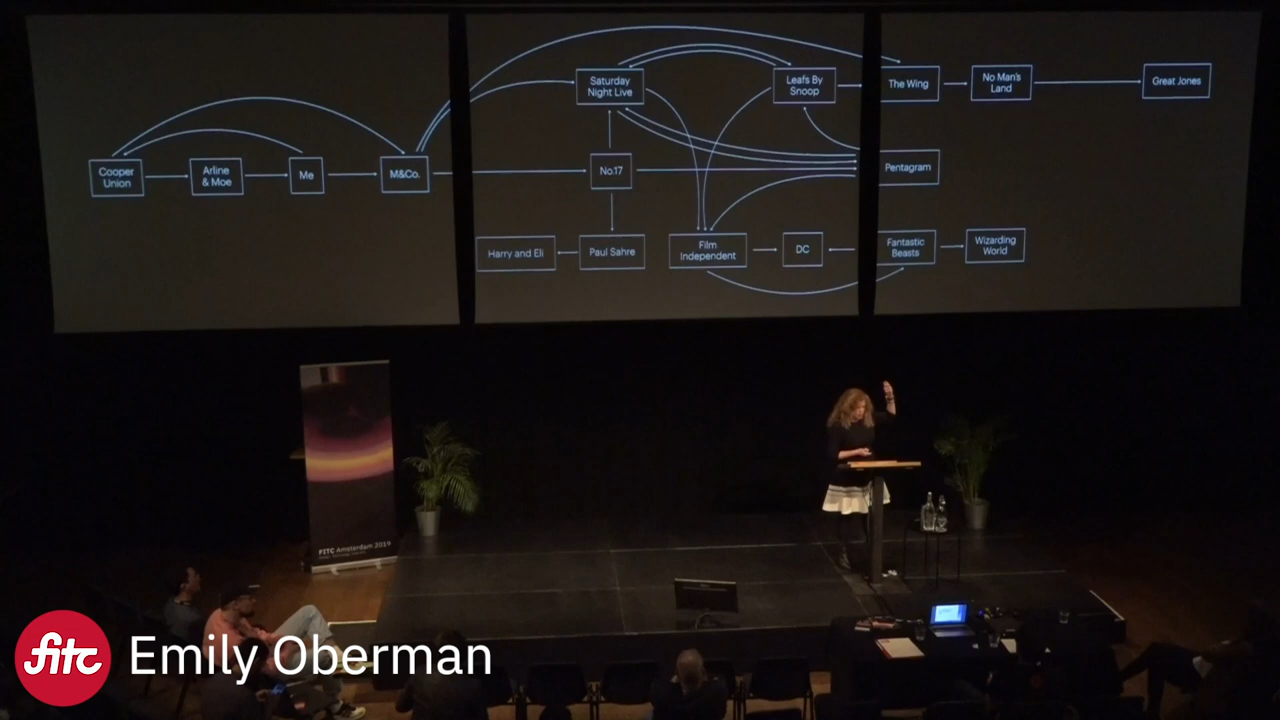 Saturday
Night Live
Leafs By
Snoop
The Wing
No Man's
Land
Great Jones
Cooper
Union
Arline
& Moe
Me
M&Co.
No.17
Pentagram
Harry and Eli
Paul Sahre
Film
Independent
DC
Fantastic
Beasts
Wizarding
World
FITC Amsterdam 2019
fitc
Emily Oberman